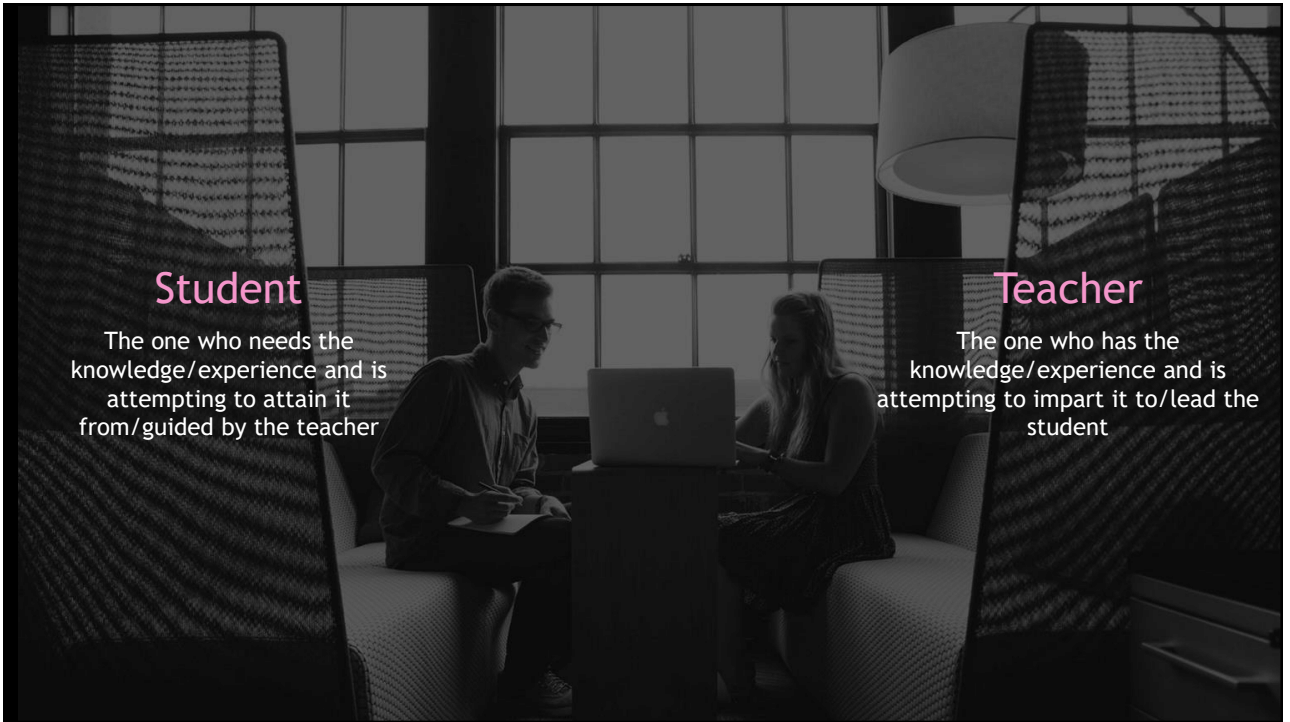 Student
The one who needs the
knowledge/experience and is
attempting to attain it
from/guided by the teacher
Teacher
The one who has the
knowledge/experience and is
attempting to impart it to/lead the
student